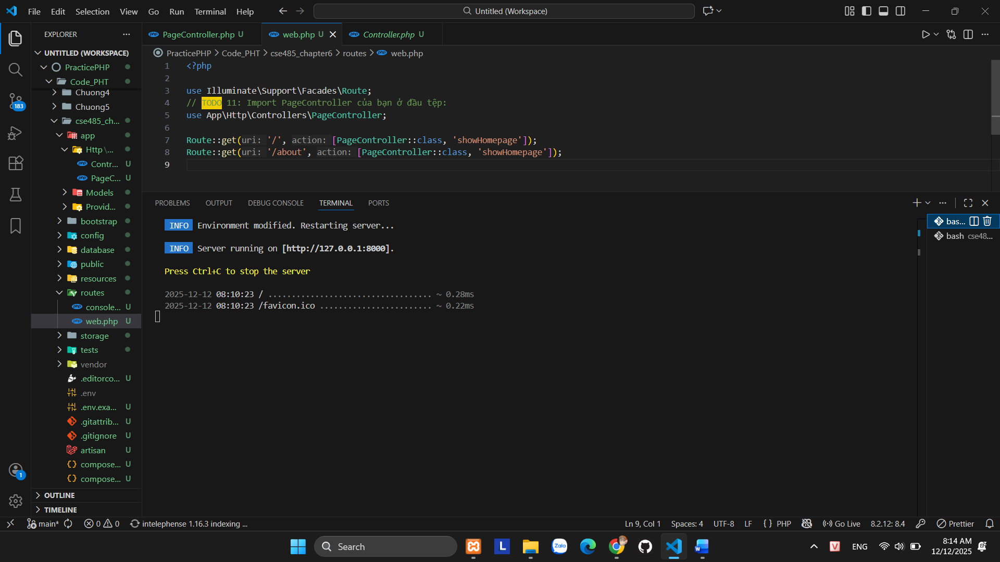 File Edit Selection View Go Run Terminal Help
Untitled (Workspace)
EXPLORER
UNTITLED (WORKSPACE)
PracticePHP
Code_PHT
Chuong4
Chuong5
cse485_ch...
app
Http\...
Contr... U
PageC... U
Models
Provid...
bootstrap
config
database
public
resources
routes
console... U
web.php U
storage
tests
vendor
.editorco... U
.env
.env.exa... U
.gitattrib... U
.gitignore U
artisan U
compose... U
compose... U
OUTLINE
TIMELINE
183
1
PageController.php U
web.php U
Controller.php U
PracticePHP > Code_PHT > cse485_chapter6 > routes > web.php
1 <?php
2
3 use Illuminate\Support\Facades\Route;
4 // TODO 11: Import PageController của bạn ở đầu tệp:
5 use App\Http\Controllers\PageController;
6
7 Route::get(uri: '/', action: [PageController::class, 'showHomepage']);
8 Route::get(uri: '/about', action: [PageController::class, 'showHomepage']);
9
PROBLEMS OUTPUT DEBUG CONSOLE TERMINAL PORTS
INFO Environment modified. Restarting server...
INFO Server running on [http://127.0.0.1:8000].
Press Ctrl+C to stop the server
2025-12-12 08:10:23 / ................................... ~ 0.28ms
2025-12-12 08:10:23 /favicon.ico ........................ ~ 0.22ms
bas...
bash cse48...
main* 0 0 intelephense 1.16.3 indexing ...
Ln 9, Col 1 Spaces: 4 UTF-8 LF { } PHP Go Live 8.2.12: 8.4 Prettier
Search
L
Zalo
W
V
ENG
8:14 AM
12/12/2025